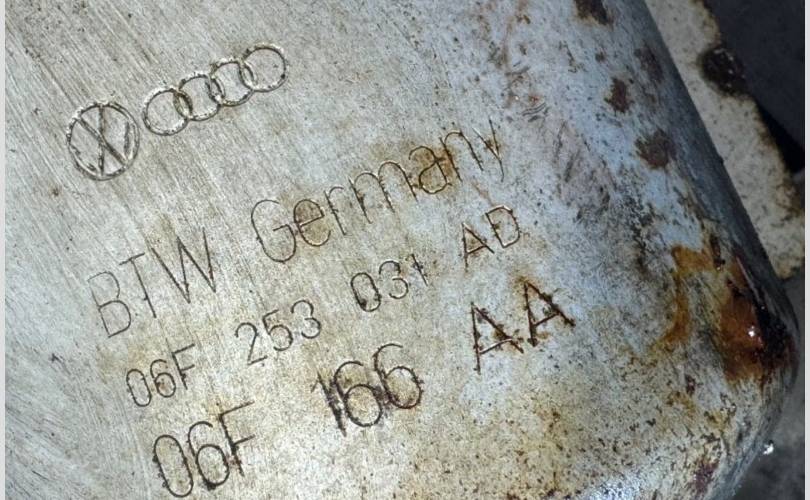 BTW Germany
06F 253 031 AD
06F 166 AA